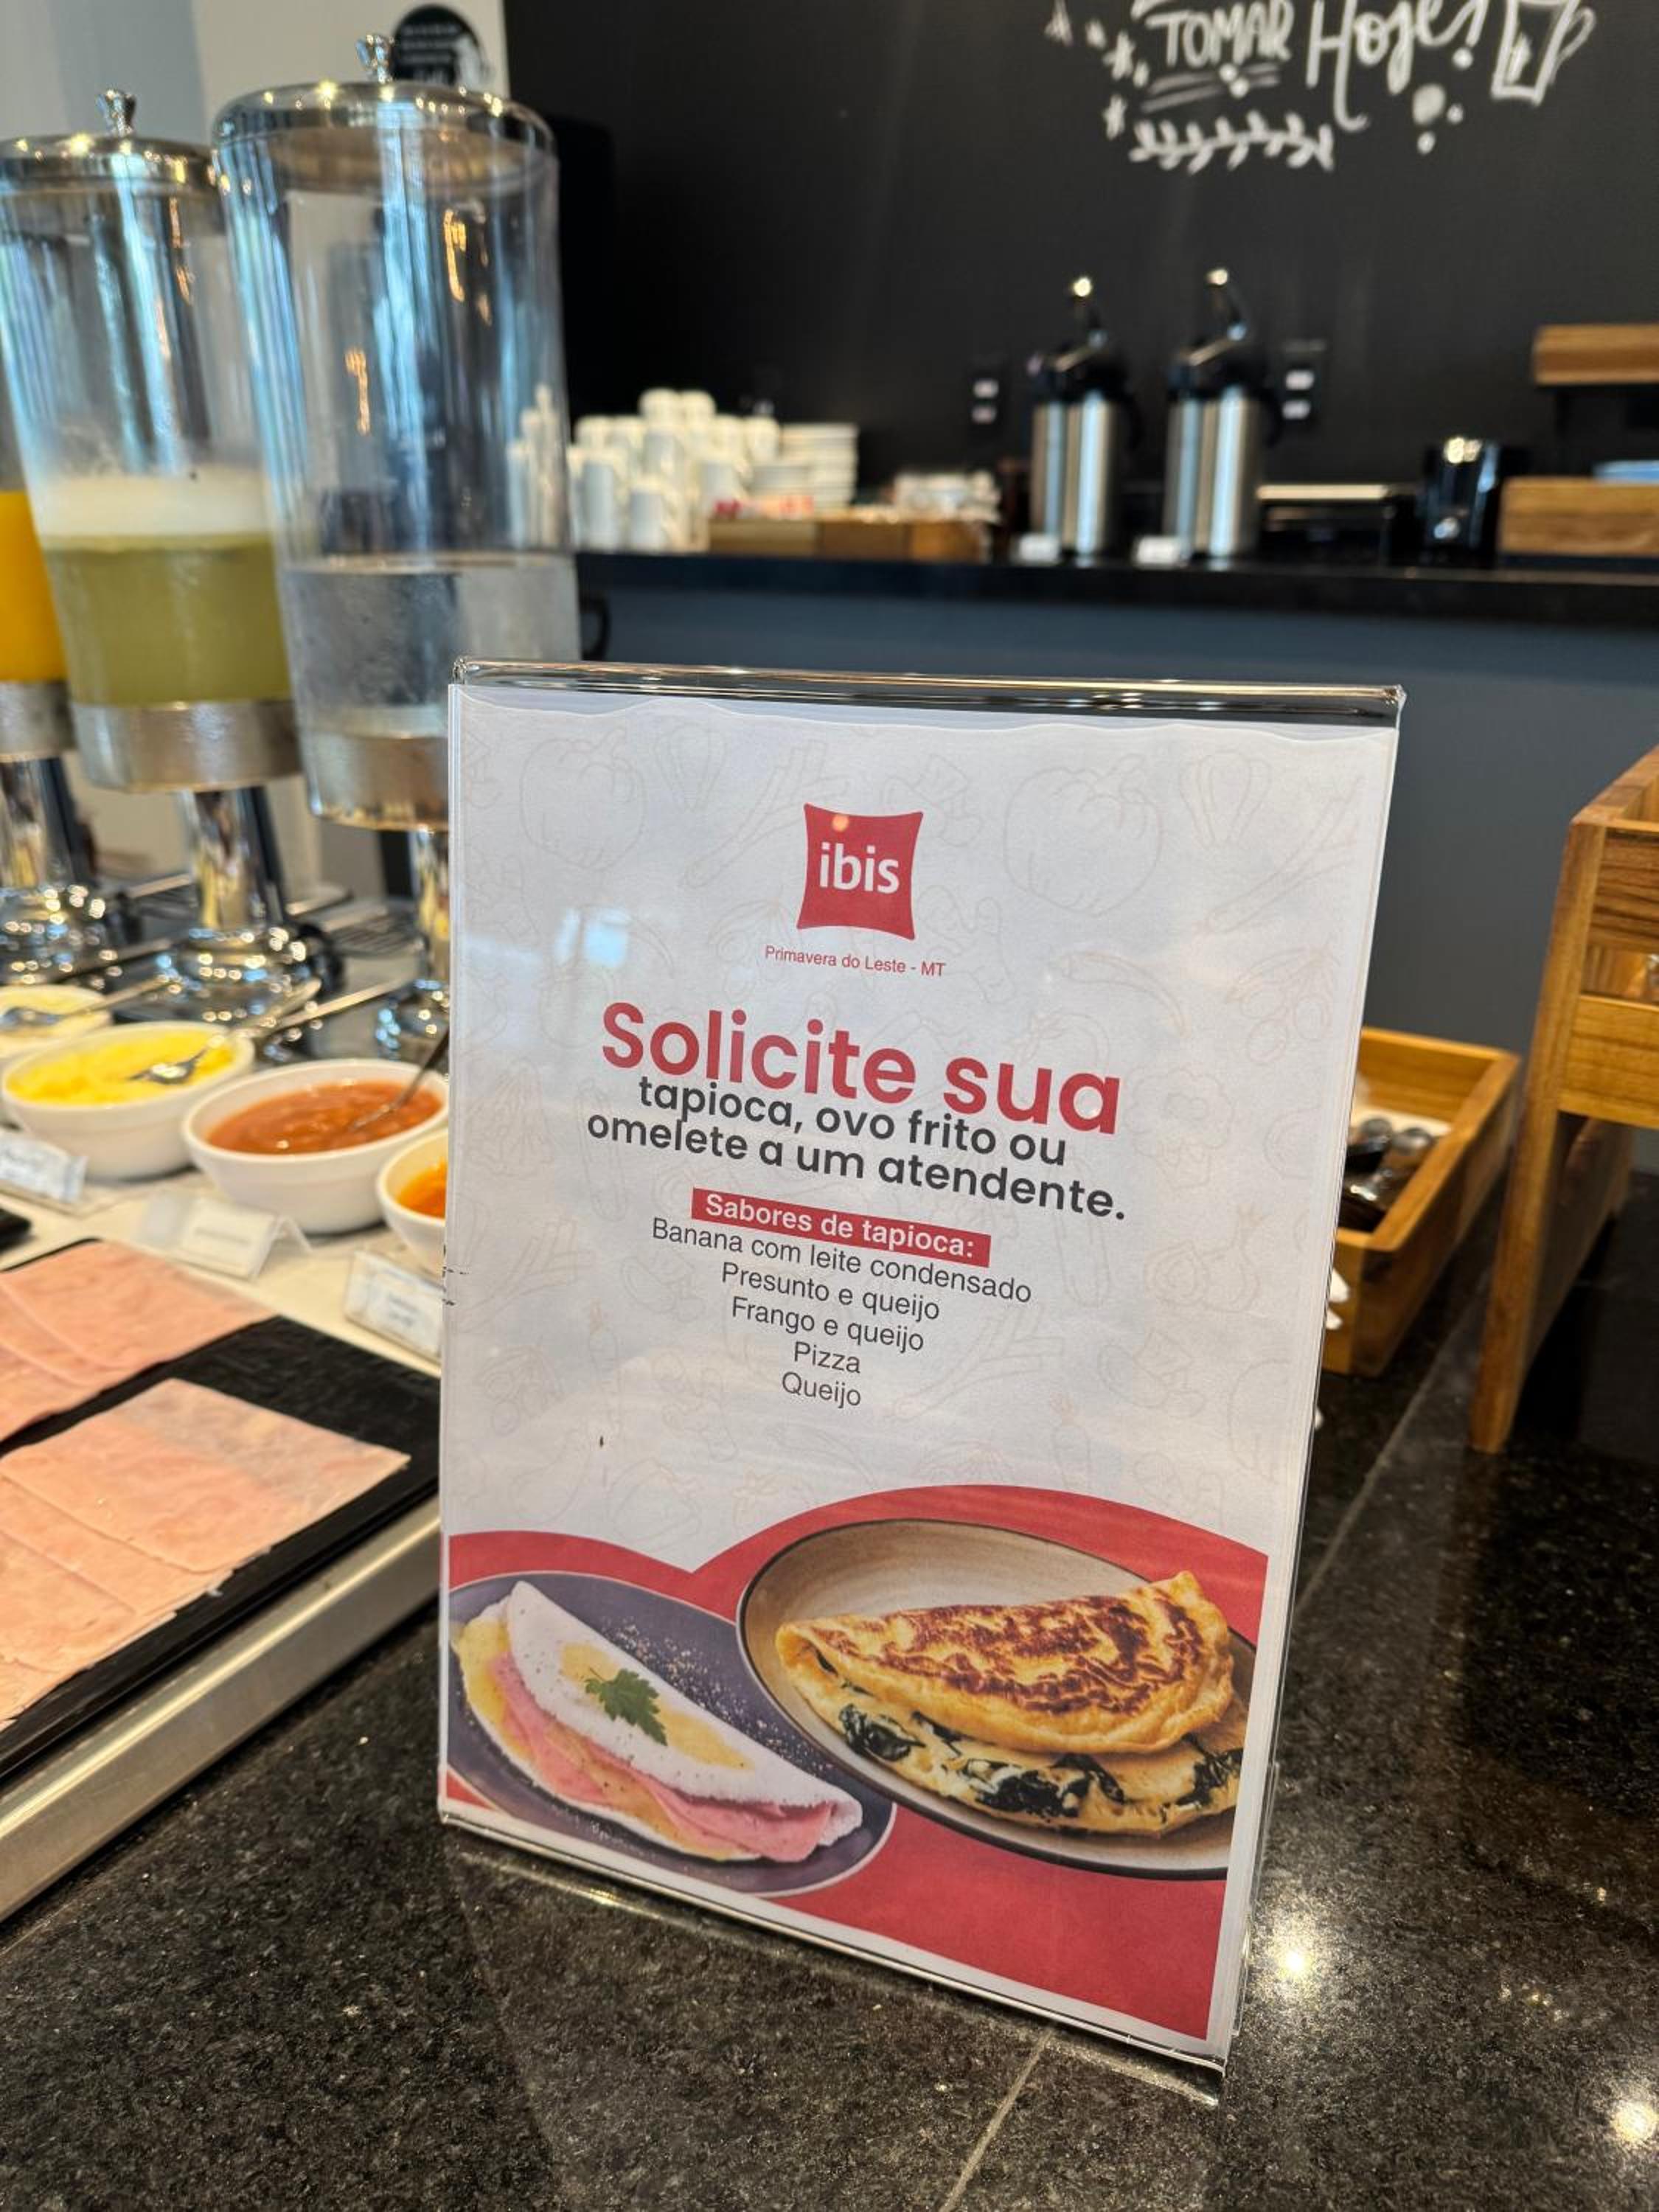 TOMAR Hoje!
ibis
Primavera do Leste - MT
Solicite sua
tapioca, ovo frito ou
omelete a um atendente.
Sabores de tapioca:
Banana com leite condensado
Presunto e queijo
Frango e queijo
Pizza
Queijo